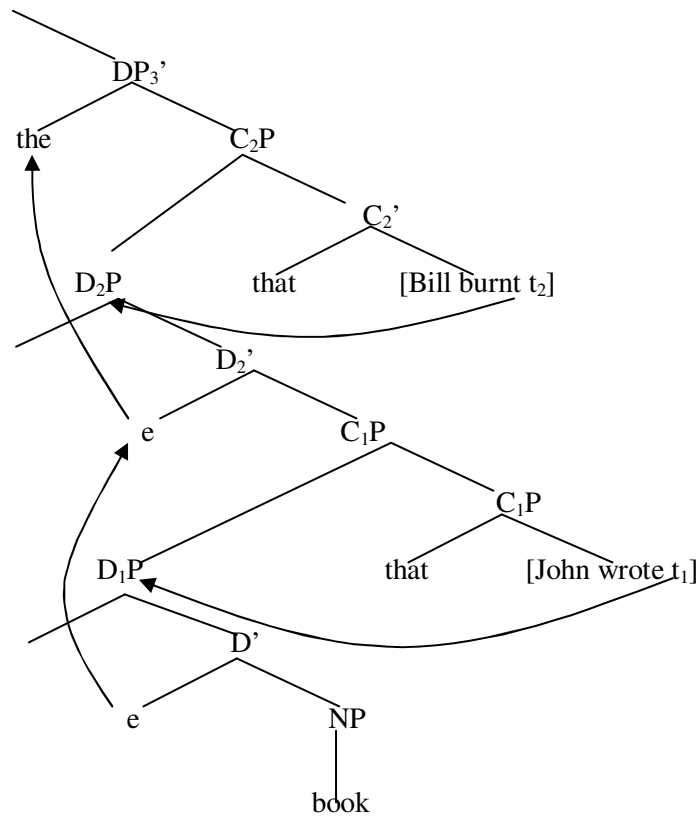 DP₃’
the C₂P
C₂’
D₂P that [Bill burnt t₂]
D₂’
e C₁P
C₁P
D₁P that [John wrote t₁]
D’
e NP
book